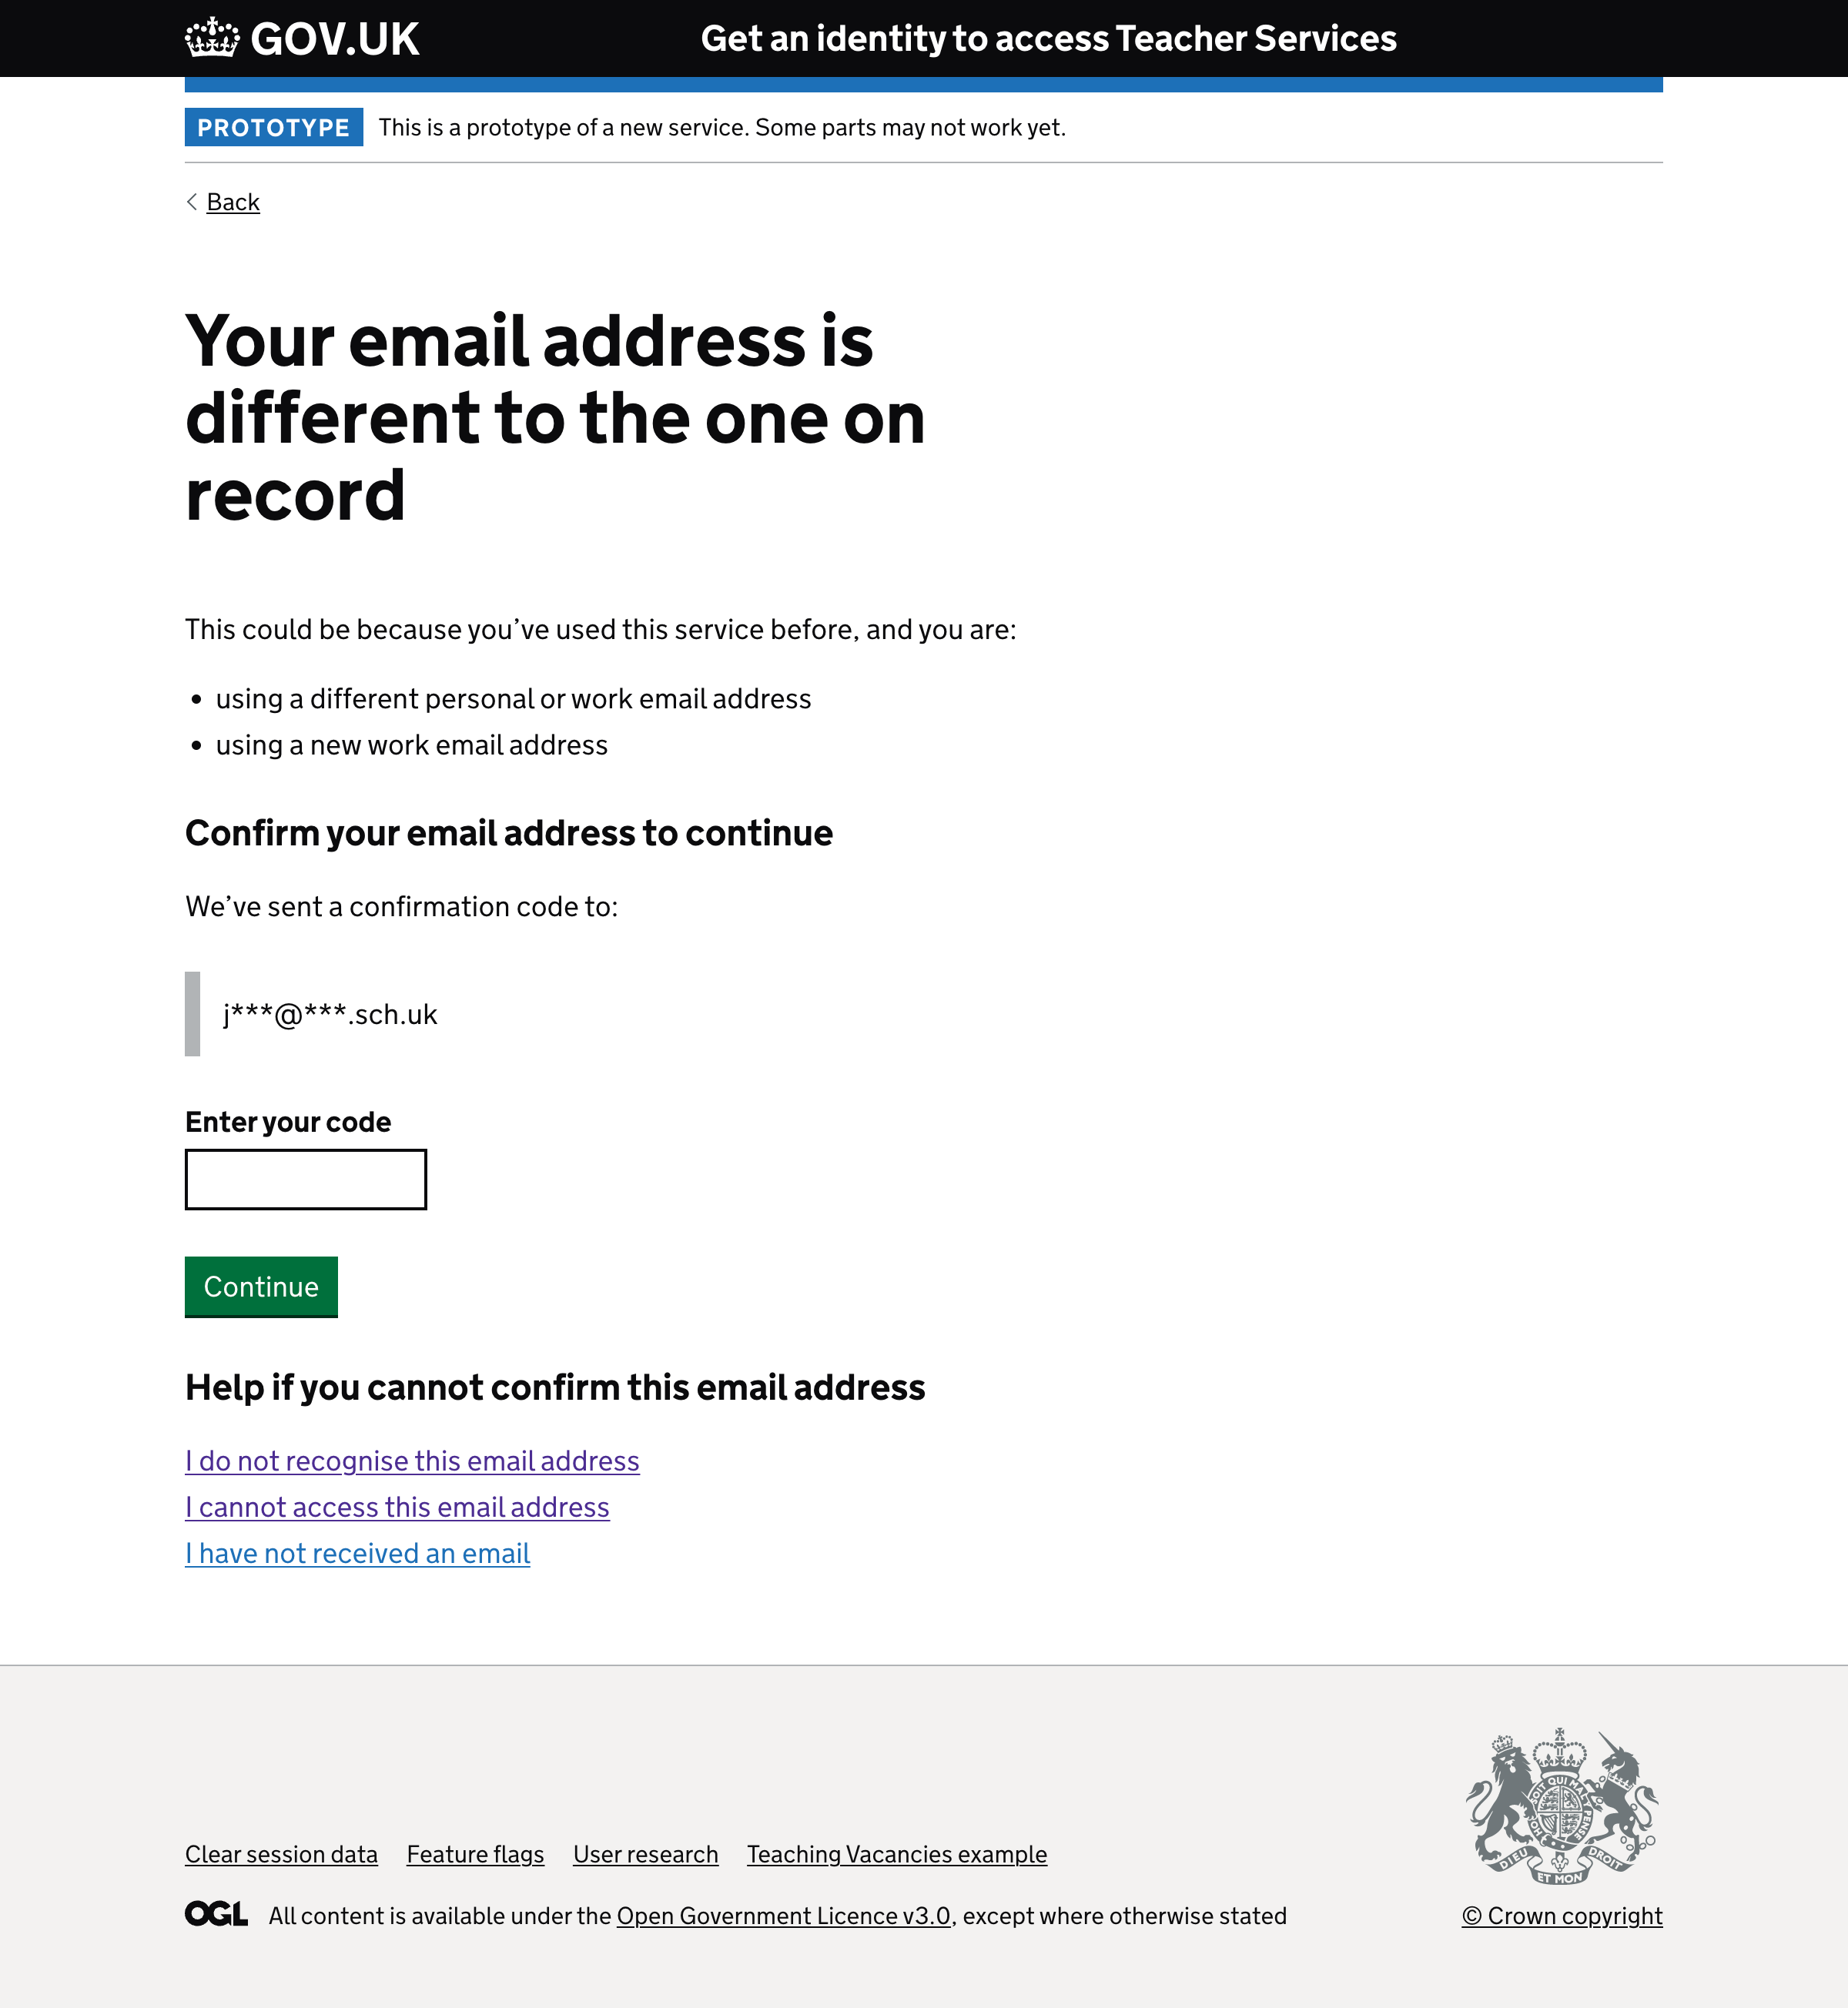 GOV.UK
Get an identity to access Teacher Services
PROTOTYPE
This is a prototype of a new service. Some parts may not work yet.
Back
Your email address is
different to the one on
record
This could be because you’ve used this service before, and you are:
• using a different personal or work email address
• using a new work email address
Confirm your email address to continue
We’ve sent a confirmation code to:
j***@***.sch.uk
Enter your code
Continue
Help if you cannot confirm this email address
I do not recognise this email address
I cannot access this email address
I have not received an email
Clear session data
Feature flags
User research
Teaching Vacancies example
OGL
All content is available under the Open Government Licence v3.0, except where otherwise stated
DIEU ET MON DROIT
© Crown copyright